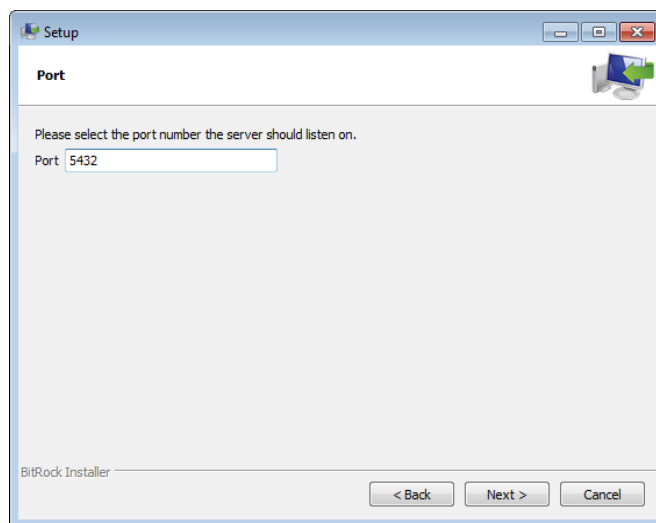 Setup
Port
Please select the port number the server should listen on.
Port 5432
BitRock Installer
< Back Next > Cancel